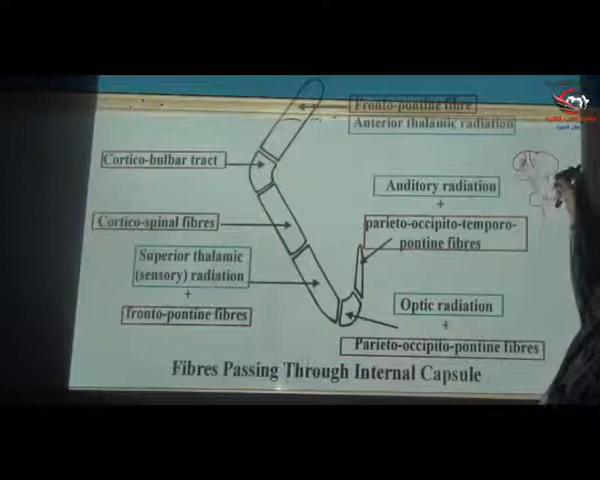 Fronto-pontine fibre
Anterior thalamic radiation
Cortico-bulbar tract
Auditory radiation
+
parieto-occipito-temporo-
pontine fibres
Cortico-spinal fibres
Superior thalamic
(sensory) radiation
+
fronto-pontine fibres
Optic radiation
+
Parieto-occipito-pontine fibres
Fibres Passing Through Internal Capsule